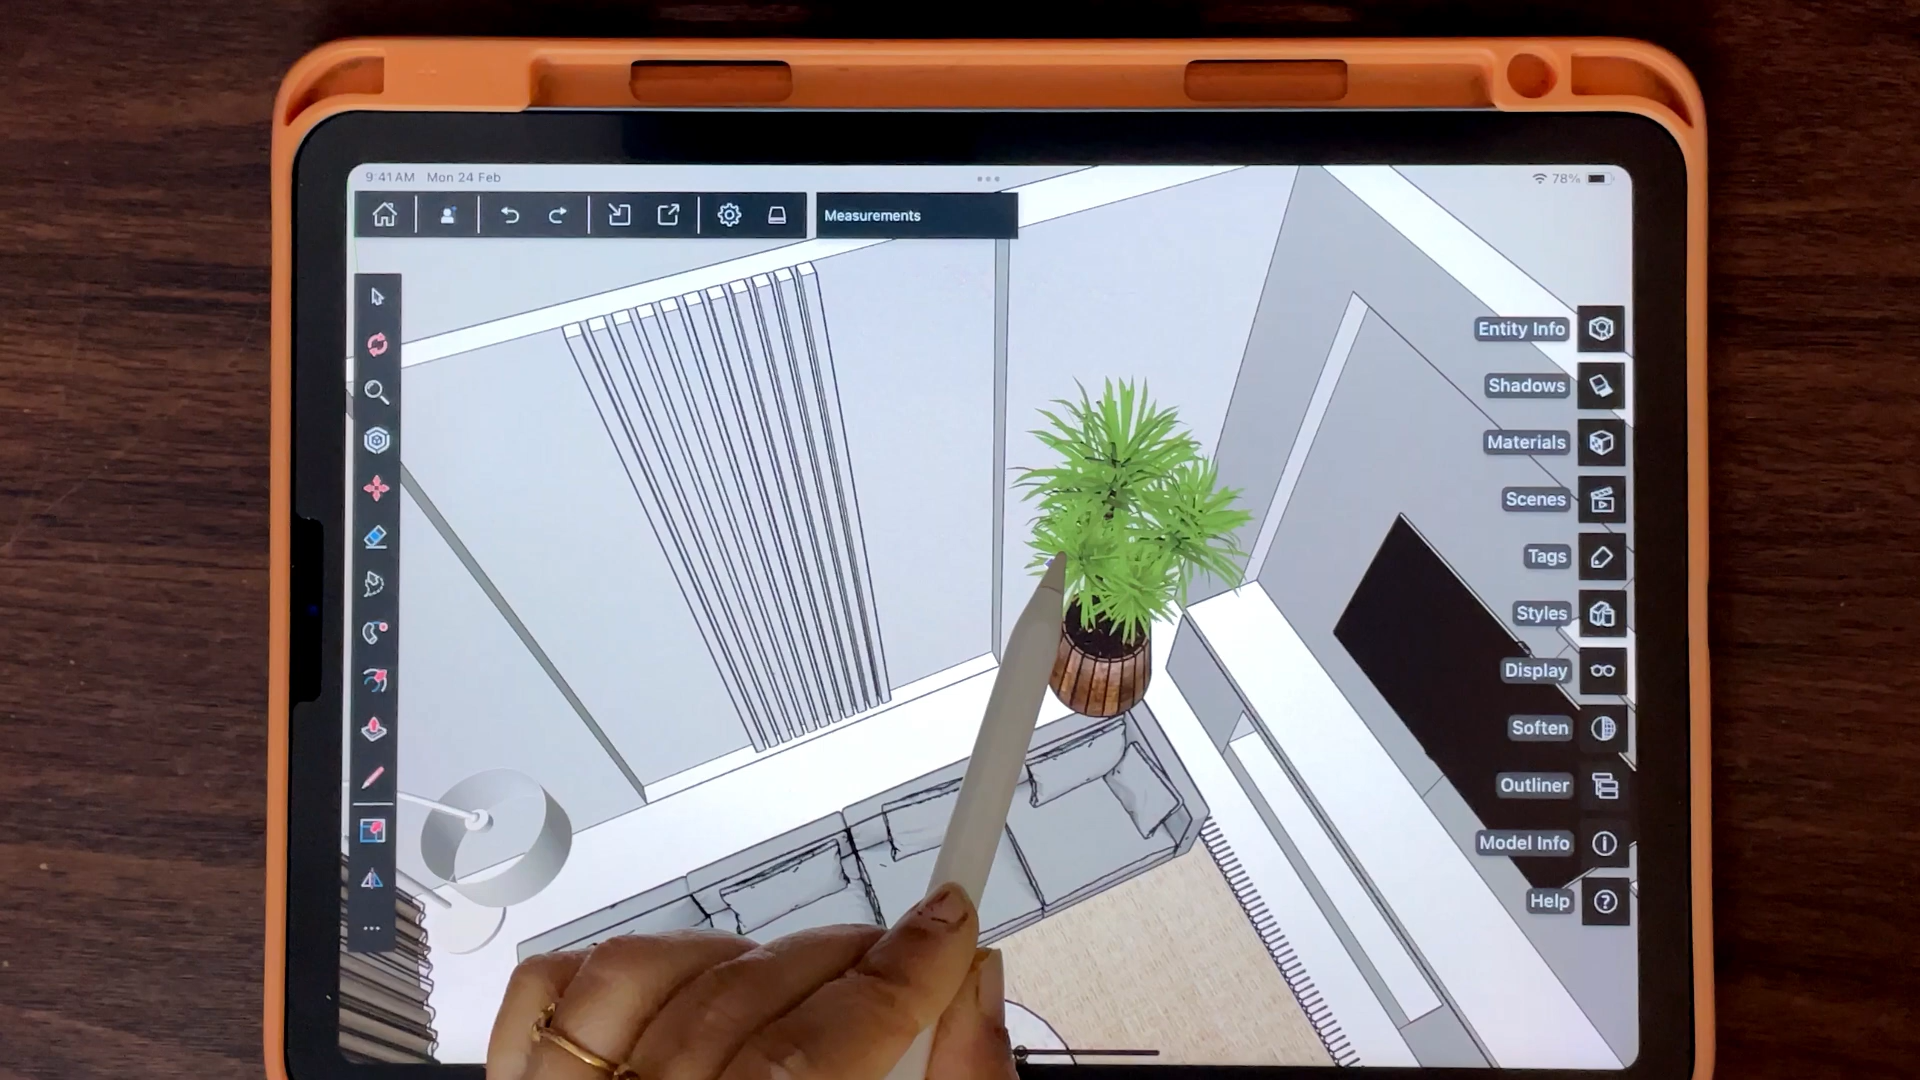 9:41 AM Mon 24 Feb
78%
Measurements
Entity Info
Shadows
Materials
Scenes
Tags
Styles
Display
Soften
Outliner
Model Info
Help